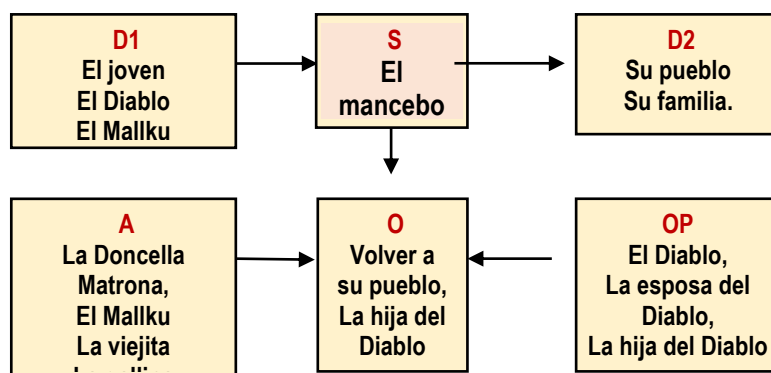 D1
El joven
El Diablo
El Mallku
S
El
mancebo
D2
Su pueblo
Su familia.
A
La Doncella
Matrona,
El Mallku
La viejita
O
Volver a
su pueblo,
La hija del
Diablo
OP
El Diablo,
La esposa del
Diablo,
La hija del Diablo